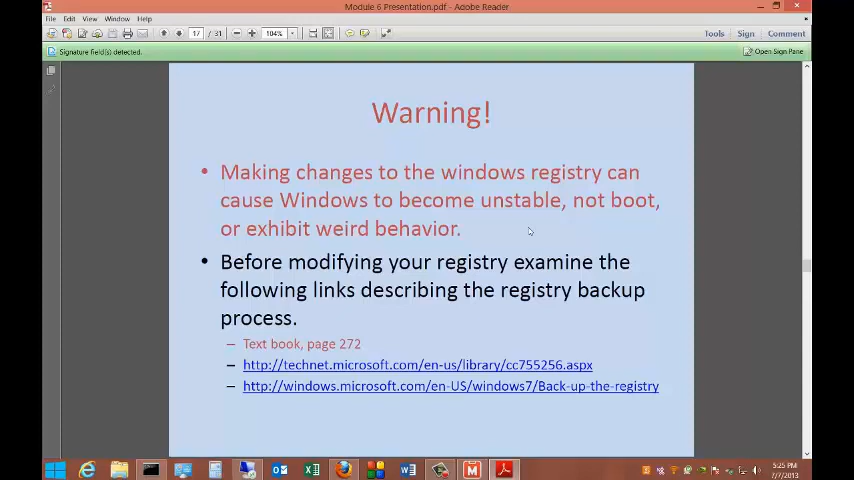 Module 6 Presentation.pdf - Adobe Reader
File Edit View Window Help
17 / 31 104% Tools Sign Comment
Signature field(s) detected. Open Sign Pane
Warning!
• Making changes to the windows registry can
cause Windows to become unstable, not boot,
or exhibit weird behavior.
• Before modifying your registry examine the
following links describing the registry backup
process.
– Text book, page 272
– http://technet.microsoft.com/en-us/library/cc755256.aspx
– http://windows.microsoft.com/en-US/windows7/Back-up-the-registry
5:25 PM
7/7/2013